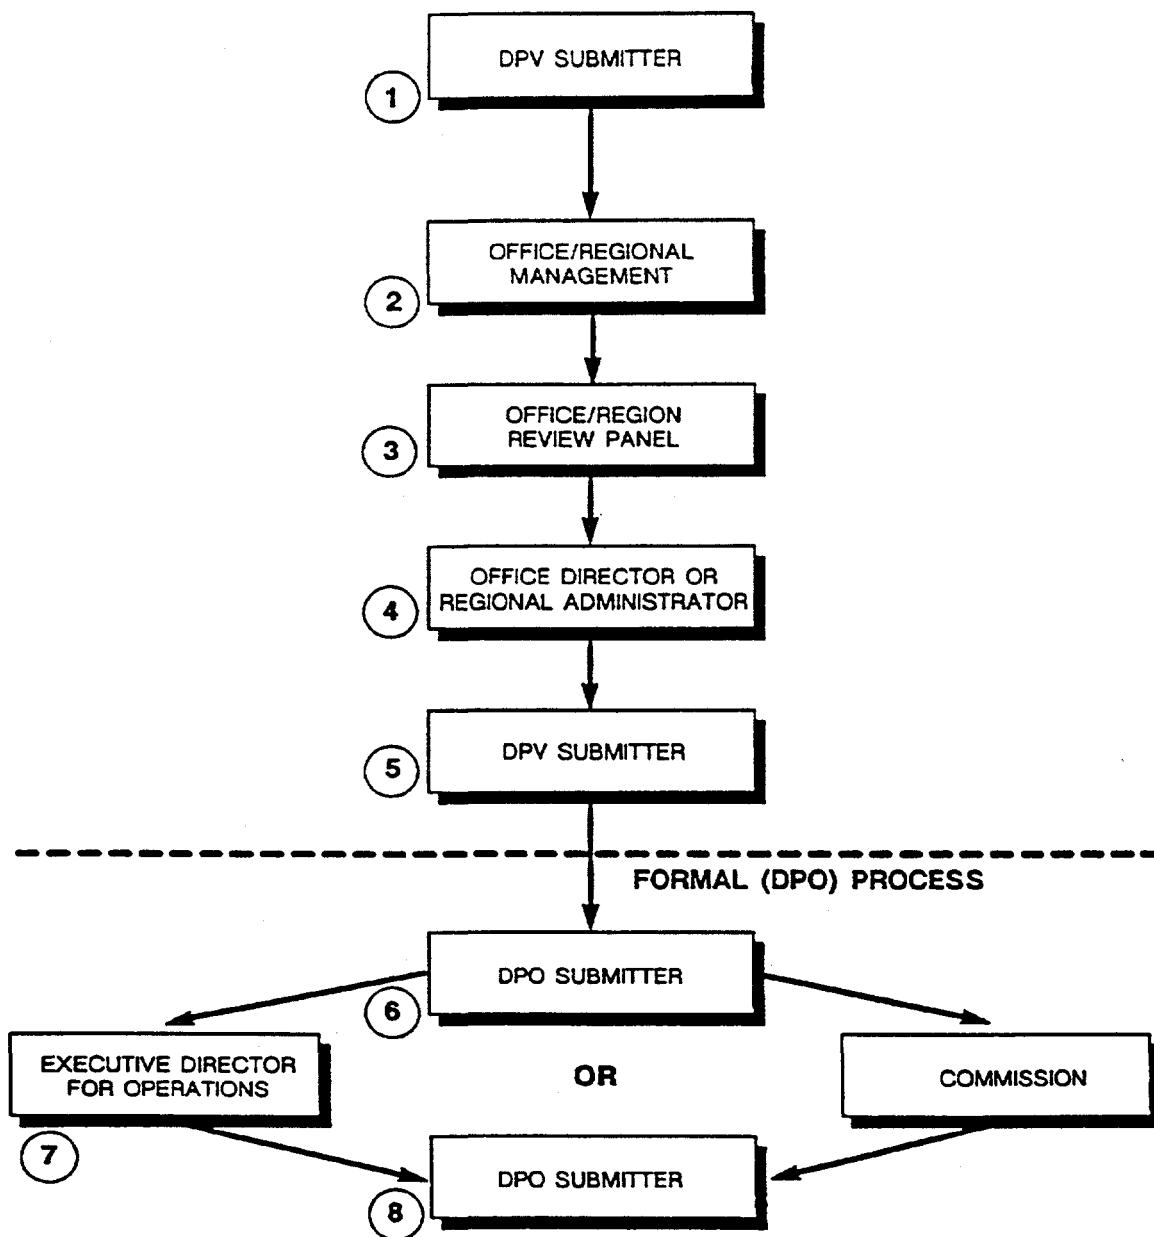 DPV SUBMITTER
1
OFFICE/REGIONAL
MANAGEMENT
2
OFFICE/REGION
REVIEW PANEL
3
OFFICE DIRECTOR OR
REGIONAL ADMINISTRATOR
4
DPV SUBMITTER
5
FORMAL (DPO) PROCESS
DPO SUBMITTER
6
EXECUTIVE DIRECTOR
FOR OPERATIONS
7
OR
COMMISSION
DPO SUBMITTER
8